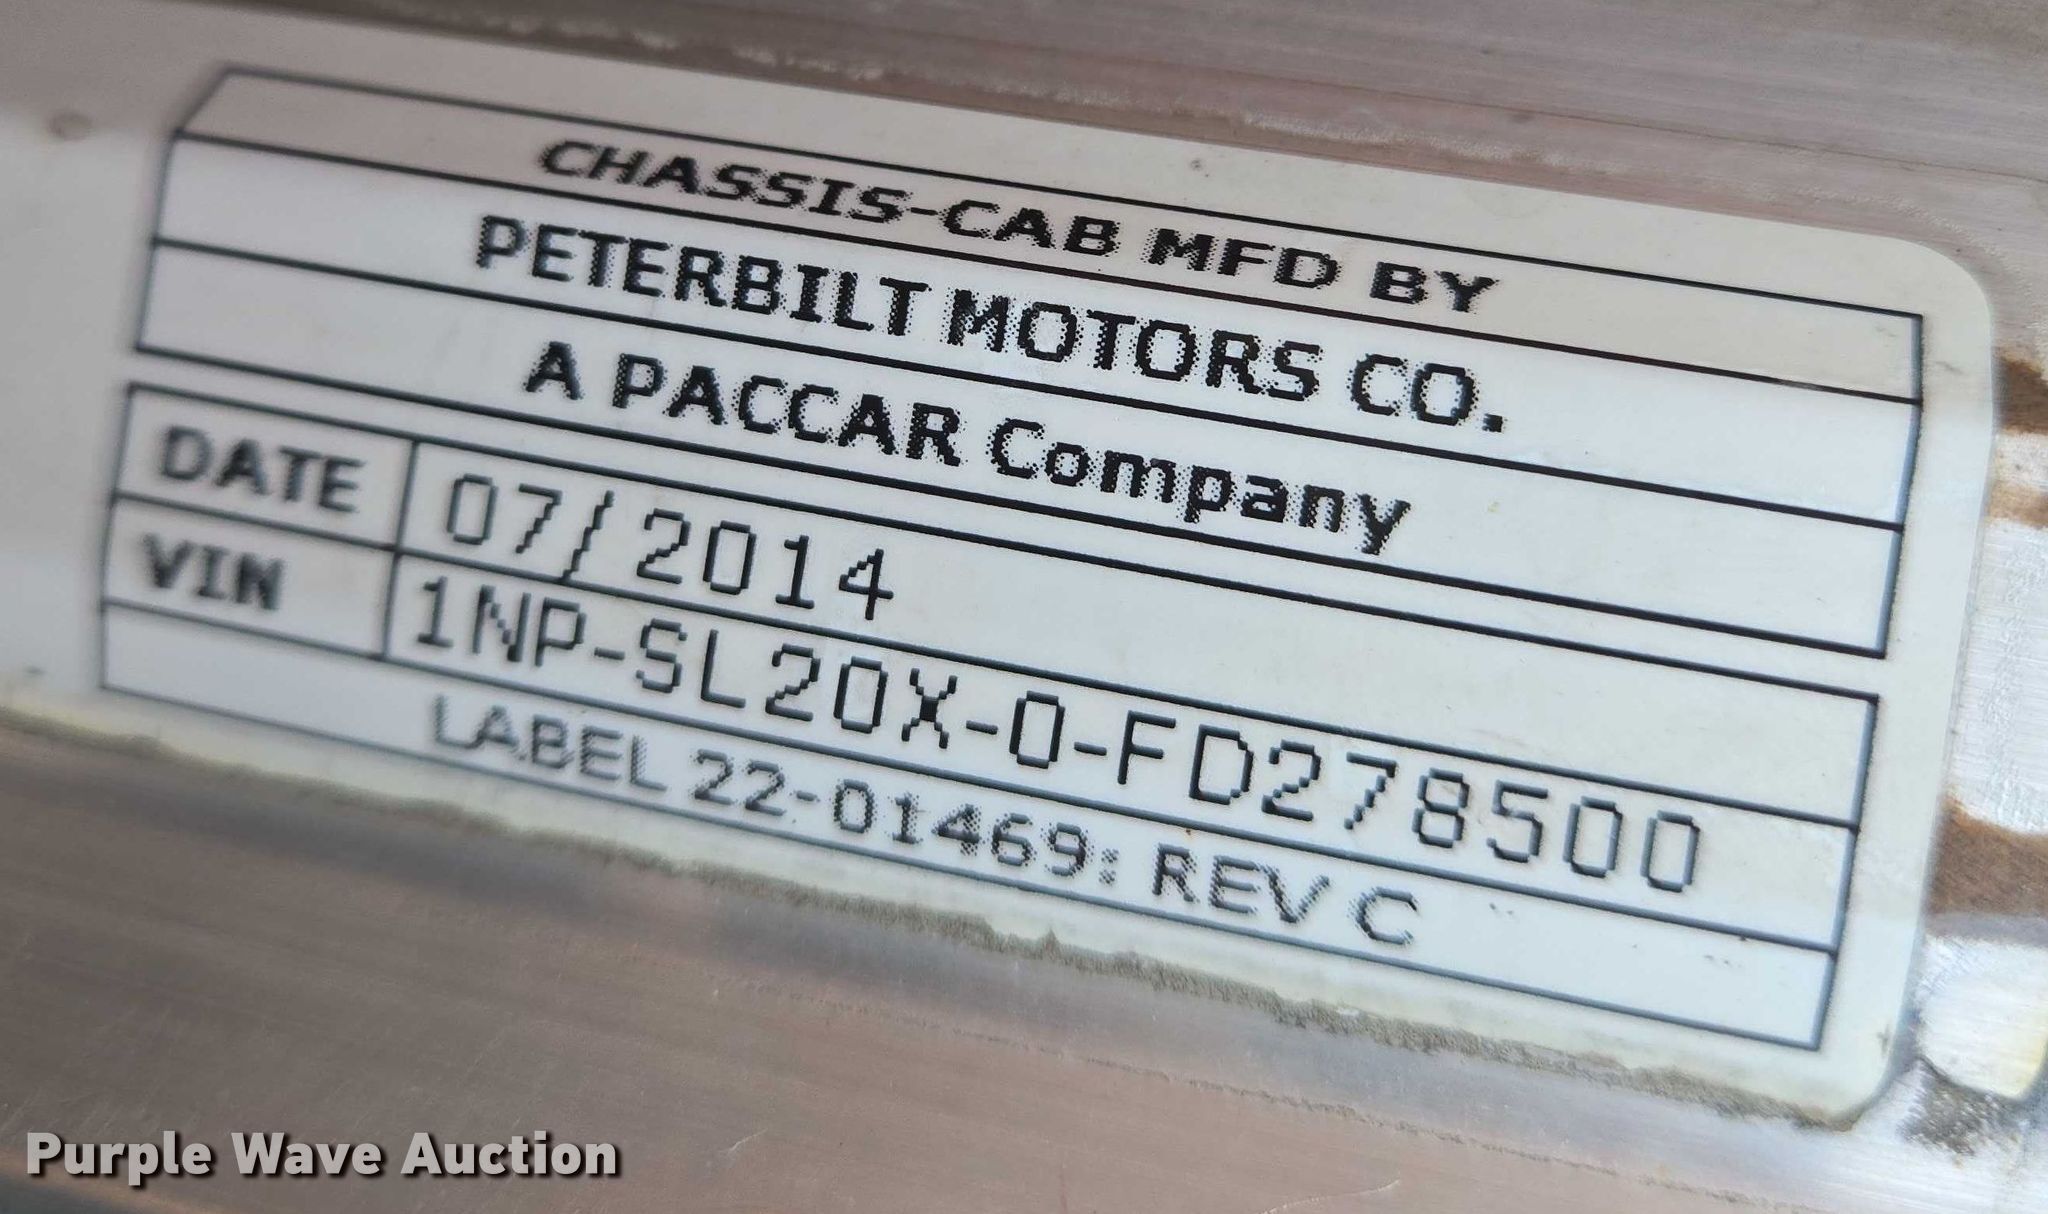 CHASSIS-CAB MFD BY
PETERBILT MOTORS CO.
A PACCAR Company
DATE 07/2014
VIN 1NP-SL20X-0-FD278500
LABEL 22-01469: REV C
Purple Wave Auction